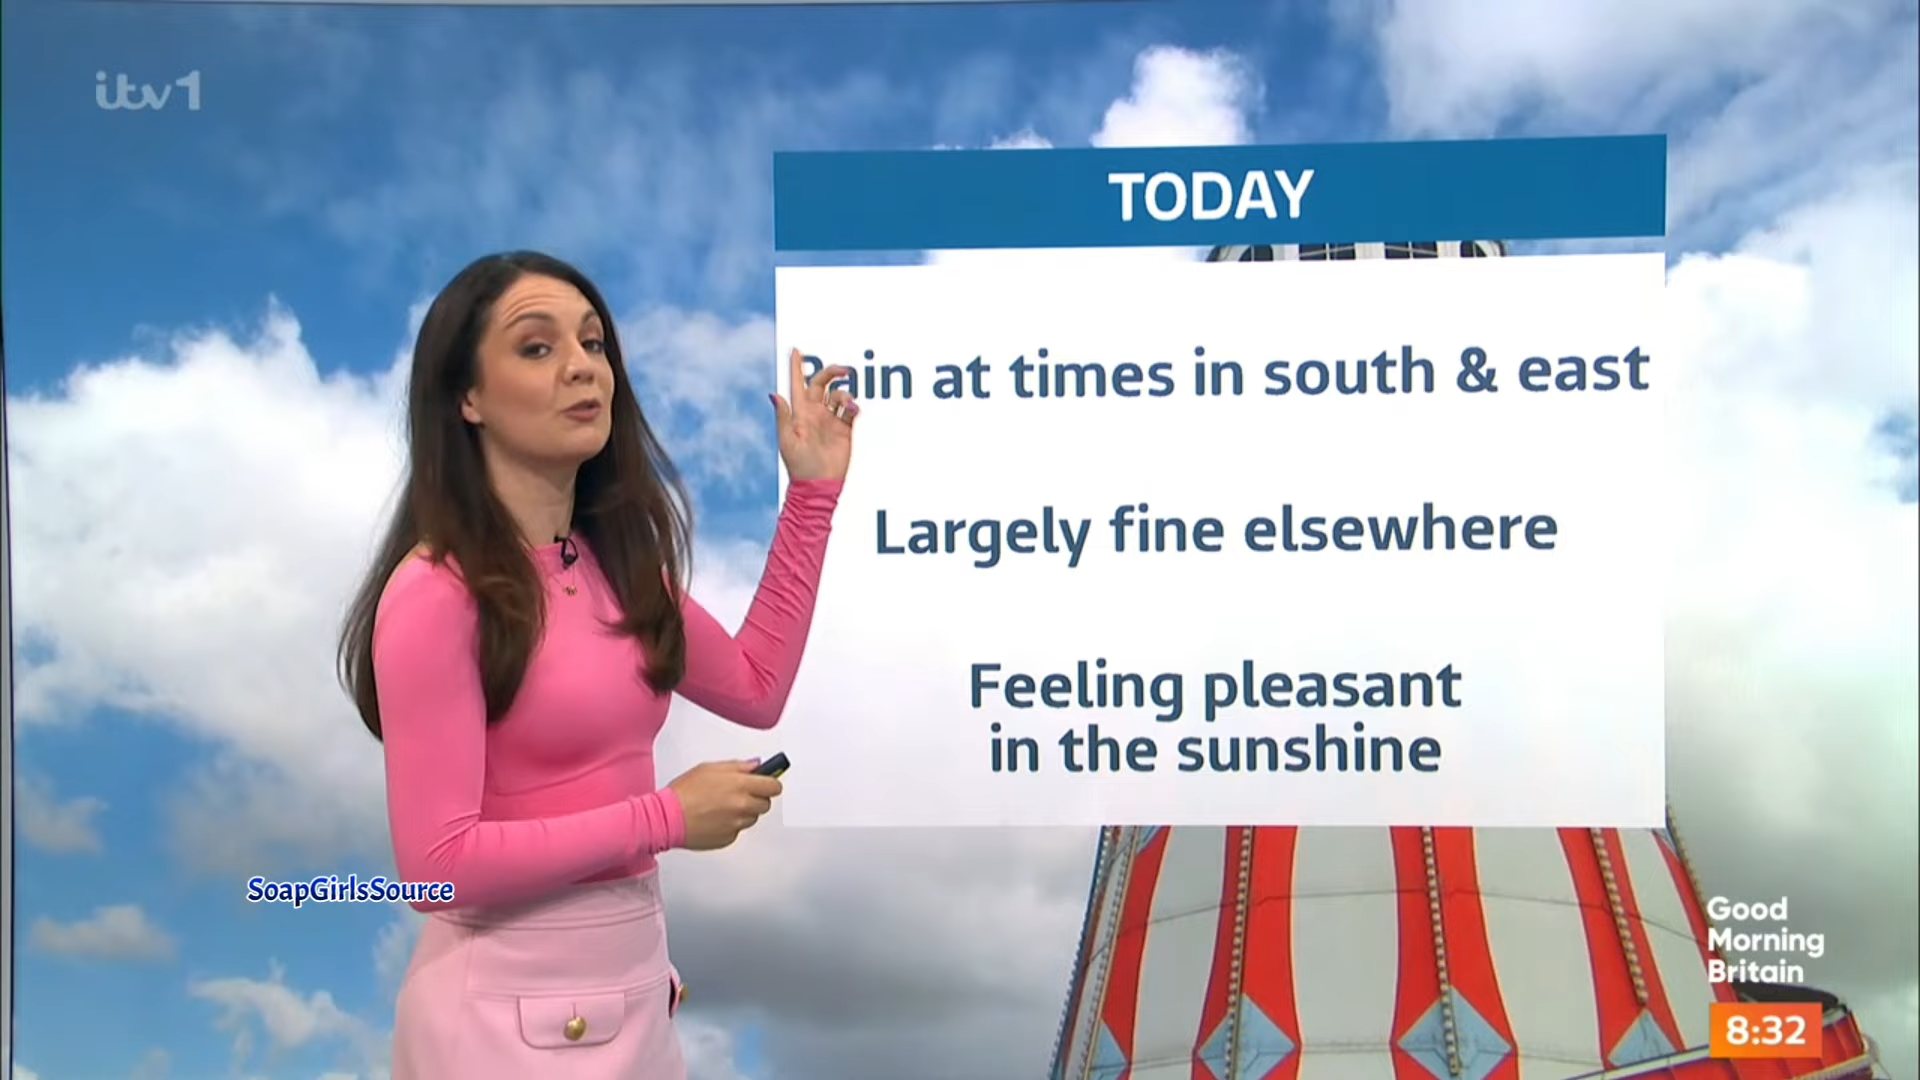 itv1
TODAY
Rain at times in south & east
Largely fine elsewhere
Feeling pleasant
in the sunshine
SoapGirlsSource
Good
Morning
Britain
8:32